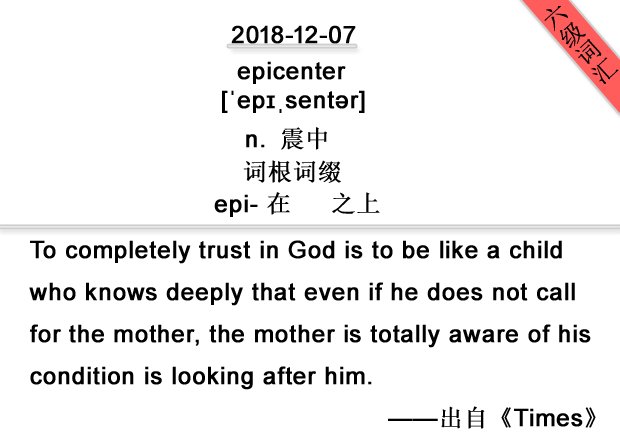 2018-12-07
六级词汇
epicenter
[ˈepɪˌsentər]
n. 震中
词根词缀
epi- 在 之上
To completely trust in God is to be like a child
who knows deeply that even if he does not call
for the mother, the mother is totally aware of his
condition is looking after him.
——出自《Times》